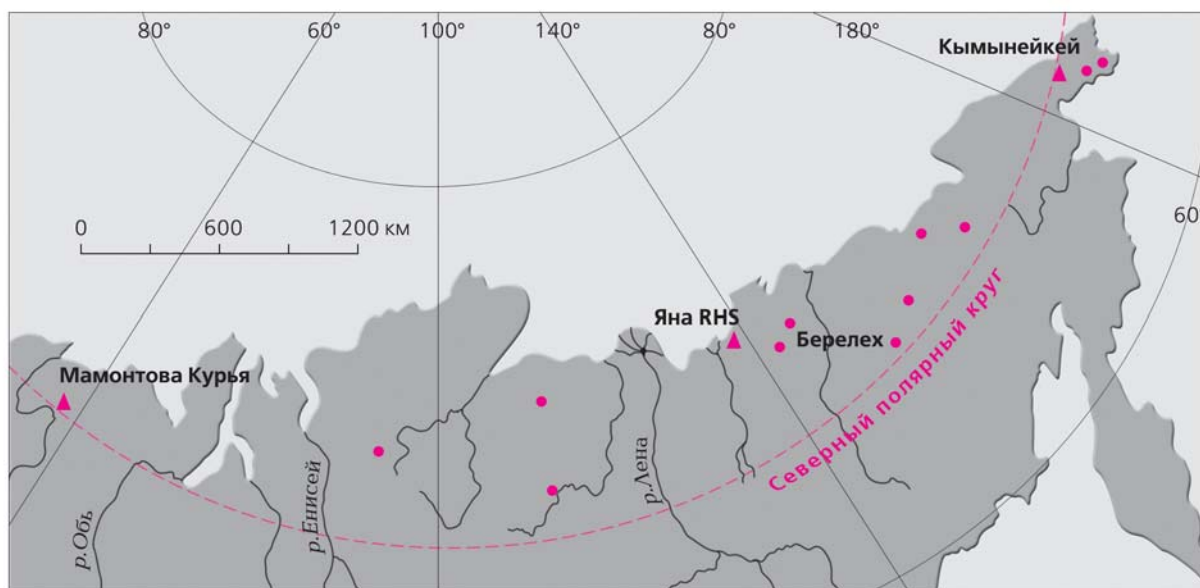 80° 60° 100° 140° 80° 180°
Кымынейкей
60
0 600 1200 км
Яна RHS
Берелех
Мамонтова Курья
Северный полярный круг
р.Обь
р.Енисей
р.Лена